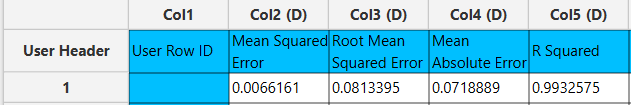 Col1 Col2 (D) Col3 (D) Col4 (D) Col5 (D)
User Header User Row ID Mean Squared Error Root Mean Squared Error Mean Absolute Error R Squared
1 0.0066161 0.0813395 0.0718889 0.9932575